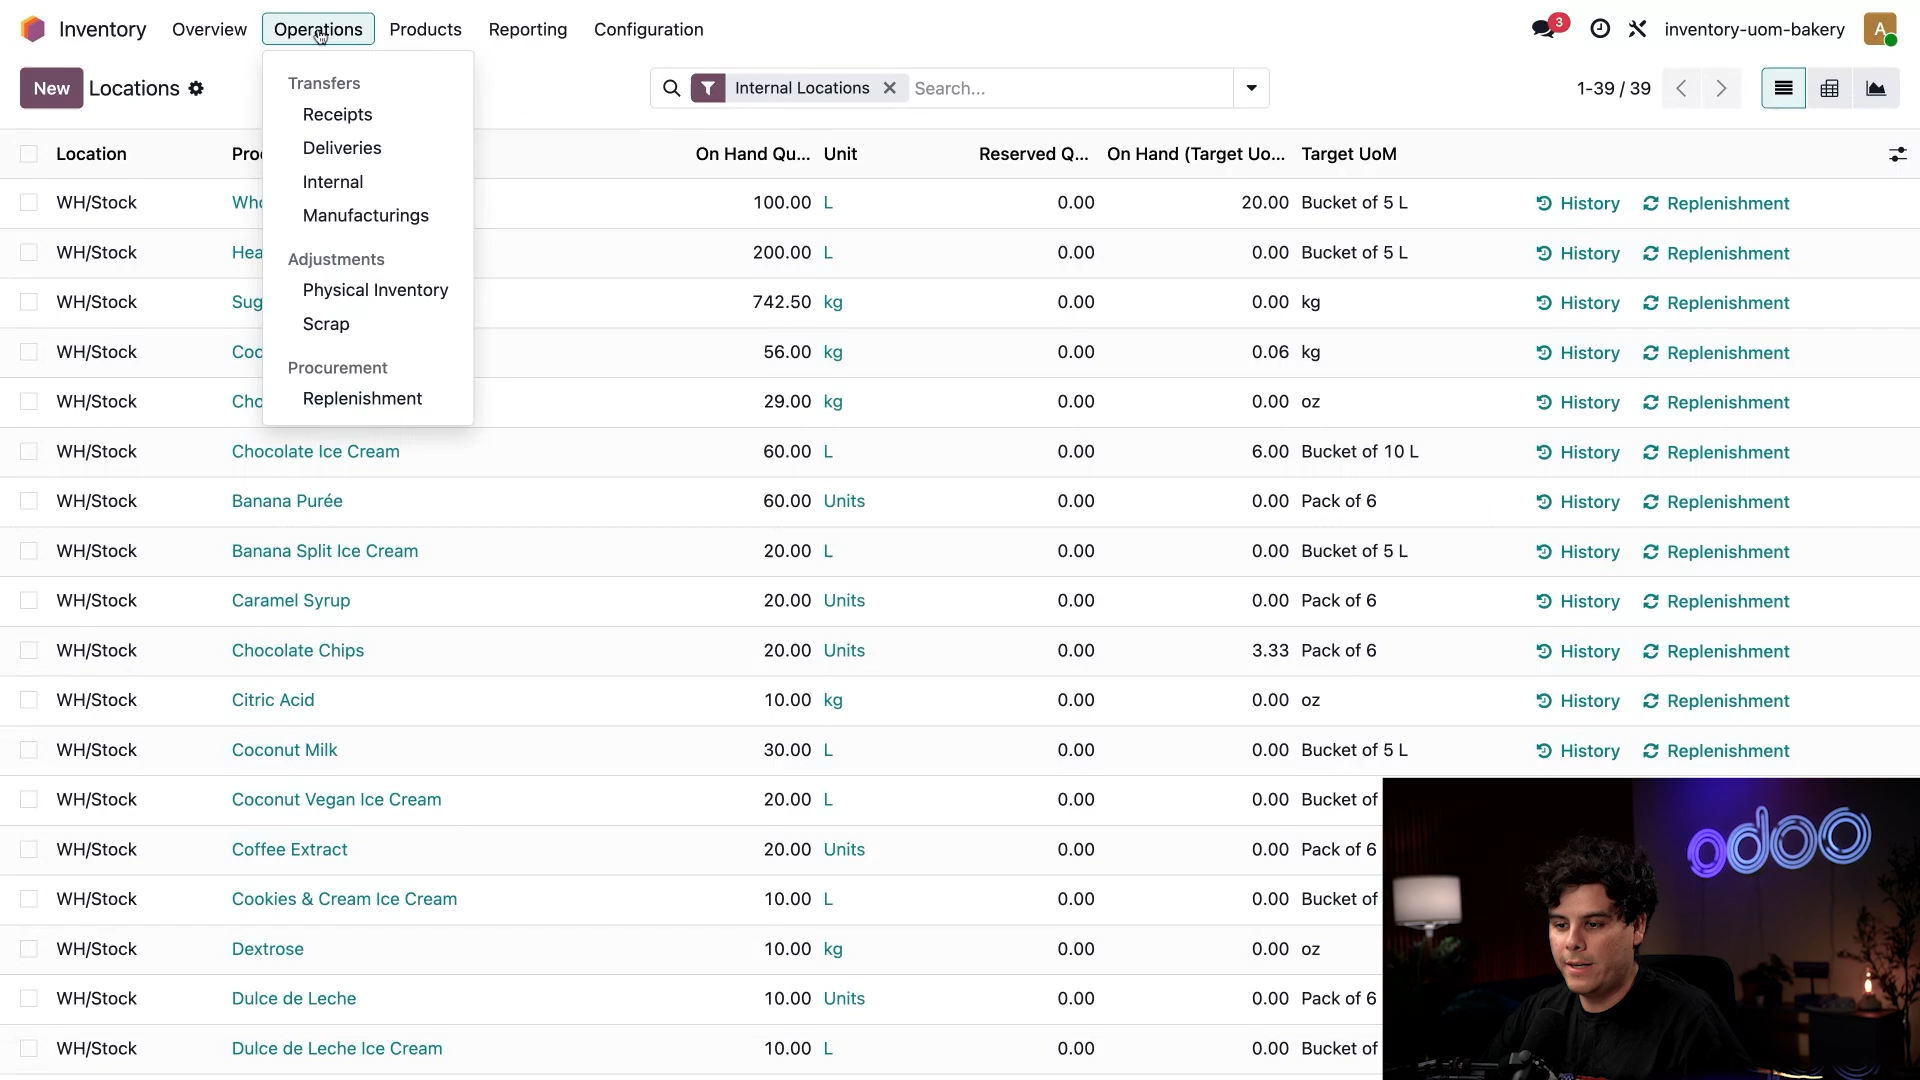 Inventory Overview Operations Products Reporting Configuration 3 inventory-uom-bakery A
New Locations Internal Locations Search... 1-39 / 39
Transfers
Receipts
Deliveries
Internal
Manufacturings
Adjustments
Physical Inventory
Scrap
Procurement
Replenishment
Location On Hand Qu... Unit Reserved Q... On Hand (Target Uo... Target UoM
WH/Stock 100.00 L 0.00 20.00 Bucket of 5 L History Replenishment
WH/Stock 200.00 L 0.00 0.00 Bucket of 5 L History Replenishment
WH/Stock 742.50 kg 0.00 0.00 kg History Replenishment
WH/Stock 56.00 kg 0.00 0.06 kg History Replenishment
WH/Stock 29.00 kg 0.00 0.00 oz History Replenishment
WH/Stock Chocolate Ice Cream 60.00 L 0.00 6.00 Bucket of 10 L History Replenishment
WH/Stock Banana Purée 60.00 Units 0.00 0.00 Pack of 6 History Replenishment
WH/Stock Banana Split Ice Cream 20.00 L 0.00 0.00 Bucket of 5 L History Replenishment
WH/Stock Caramel Syrup 20.00 Units 0.00 0.00 Pack of 6 History Replenishment
WH/Stock Chocolate Chips 20.00 Units 0.00 3.33 Pack of 6 History Replenishment
WH/Stock Citric Acid 10.00 kg 0.00 0.00 oz History Replenishment
WH/Stock Coconut Milk 30.00 L 0.00 0.00 Bucket of 5 L History Replenishment
WH/Stock Coconut Vegan Ice Cream 20.00 L 0.00 0.00 Bucket of
WH/Stock Coffee Extract 20.00 Units 0.00 0.00 Pack of 6
WH/Stock Cookies & Cream Ice Cream 10.00 L 0.00 0.00 Bucket of
WH/Stock Dextrose 10.00 kg 0.00 0.00 oz
WH/Stock Dulce de Leche 10.00 Units 0.00 0.00 Pack of 6
WH/Stock Dulce de Leche Ice Cream 10.00 L 0.00 0.00 Bucket of
odoo